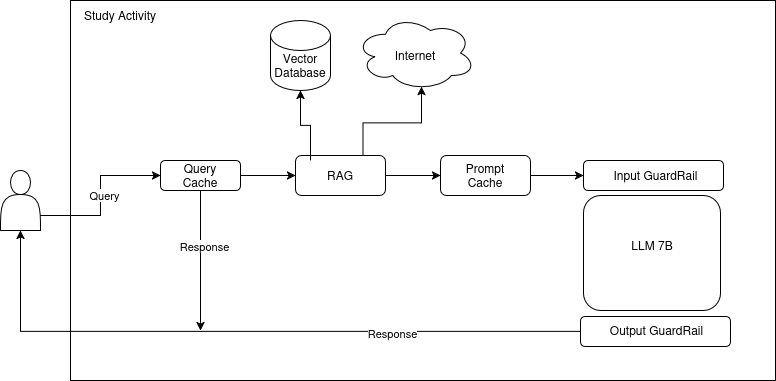 Study Activity
Vector
Database
Internet
Query
Cache
RAG
Prompt
Cache
Input GuardRail
Query
Response
LLM 7B
Response
Output GuardRail